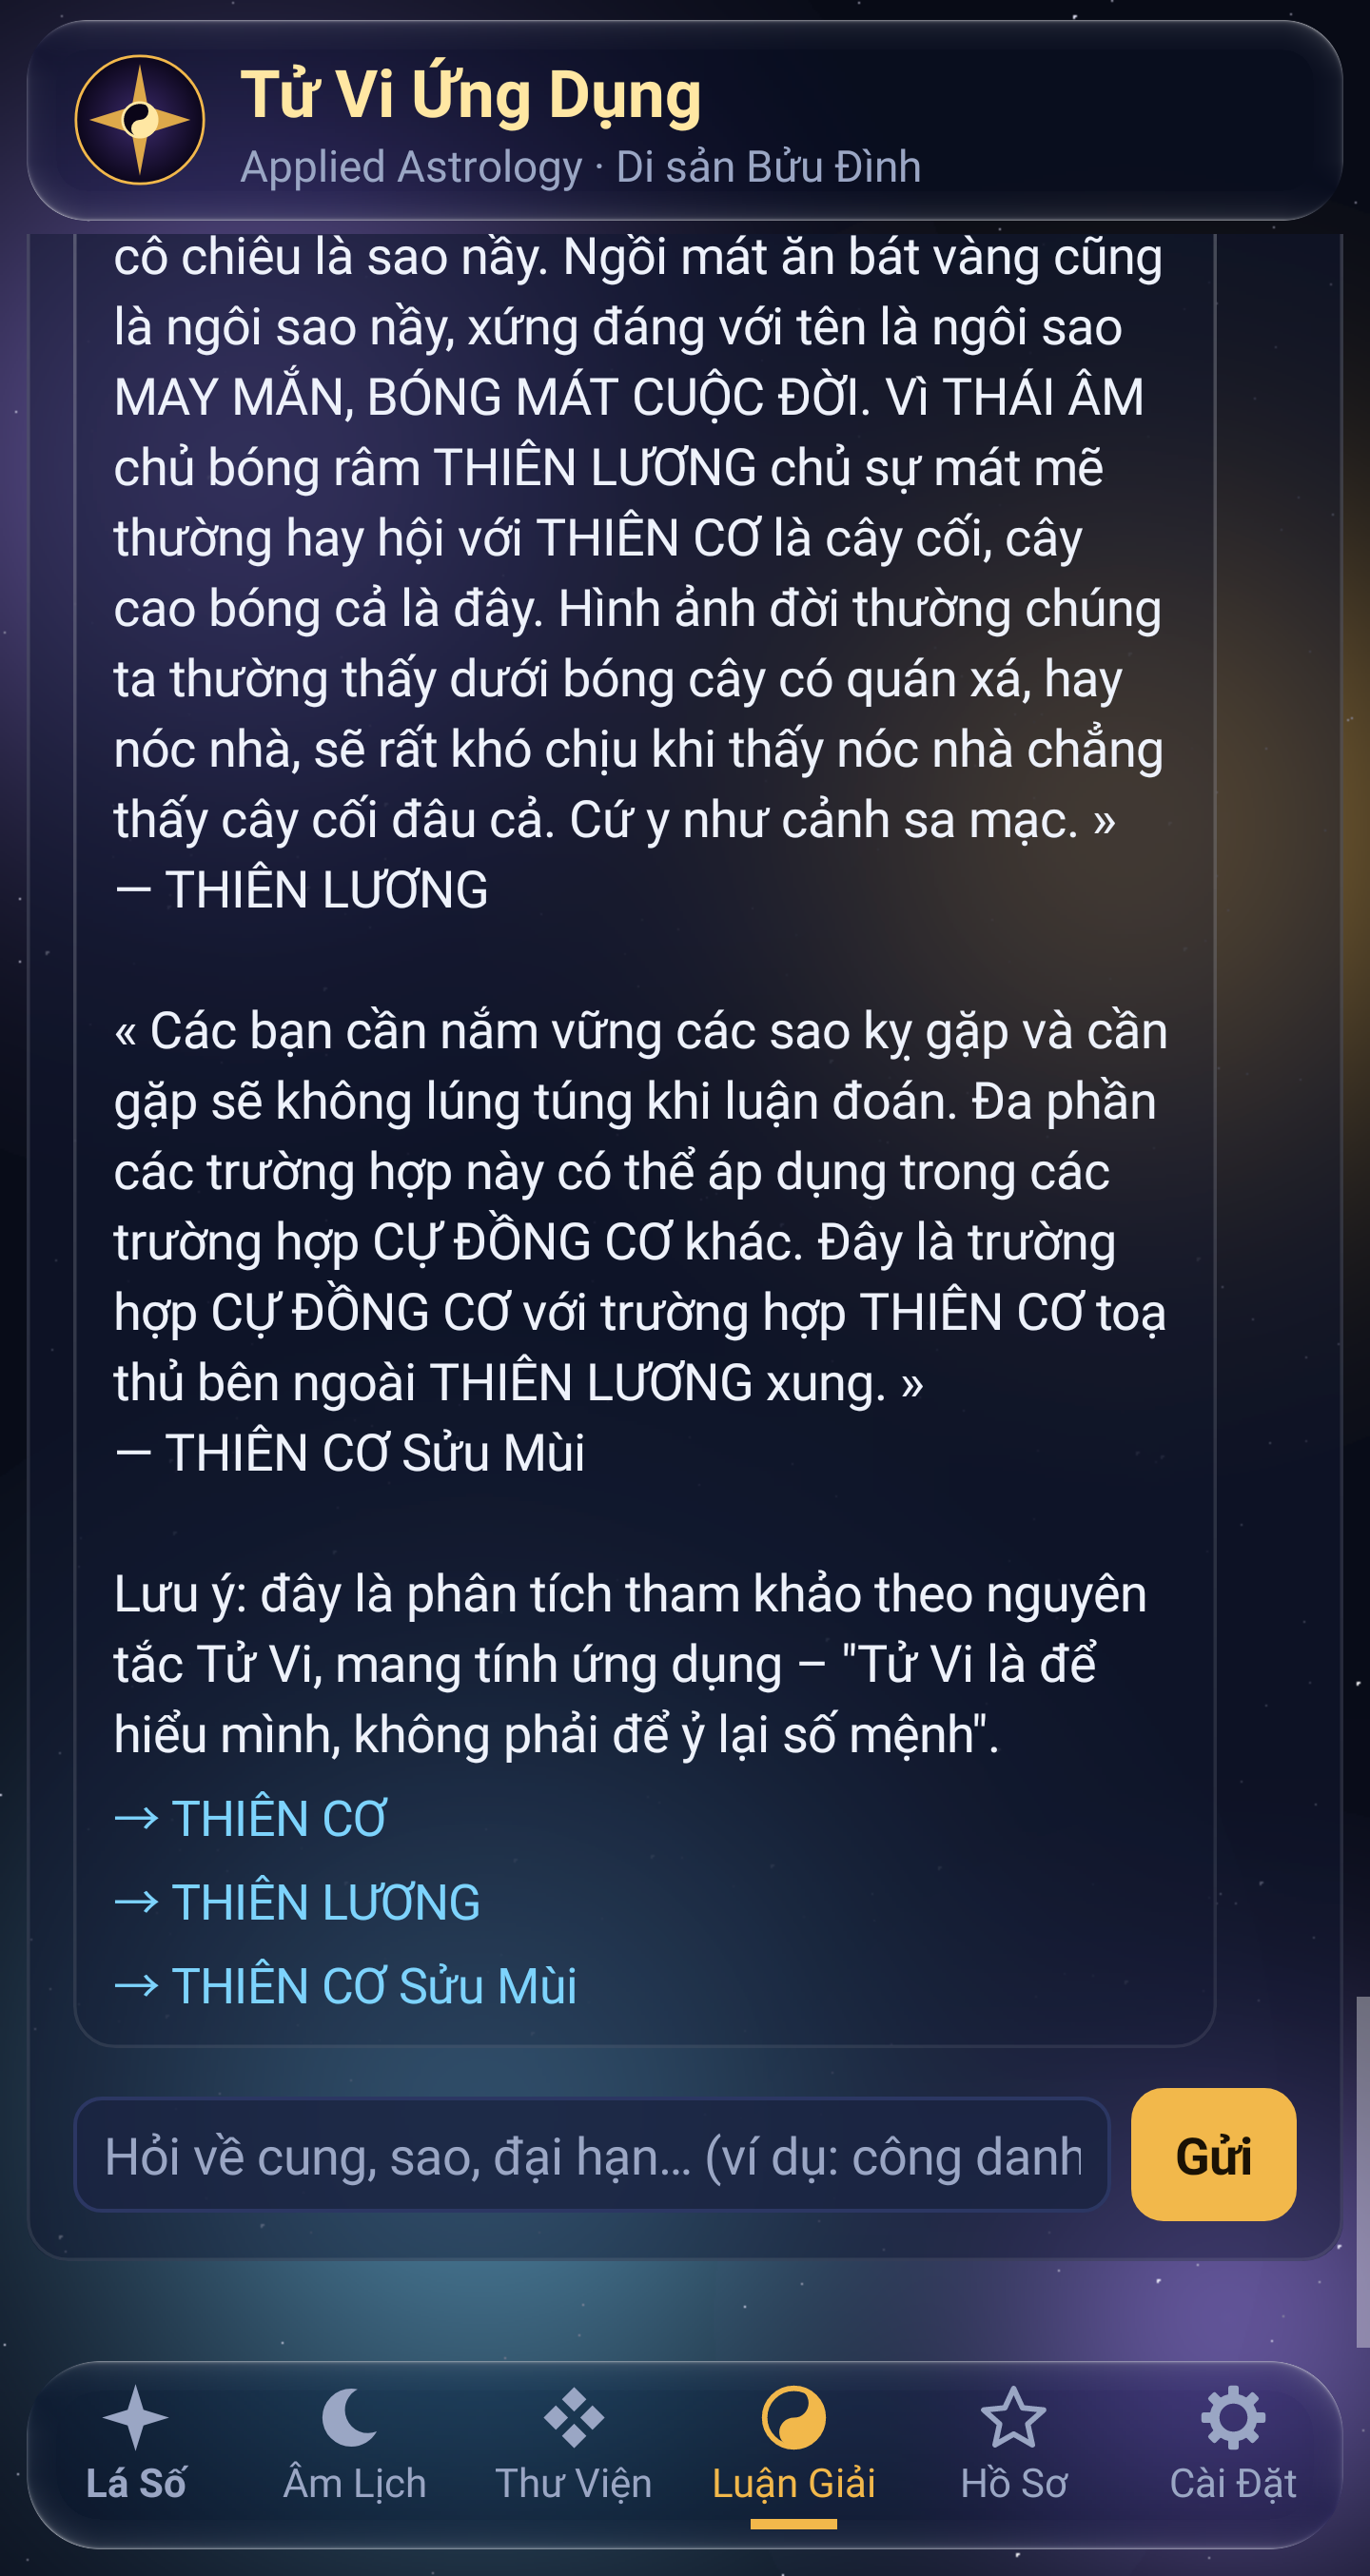 Tử Vi Ứng Dụng
Applied Astrology · Di sản Bửu Đình
cô chiêu là sao nầy. Ngồi mát ăn bát vàng cũng
là ngôi sao nầy, xứng đáng với tên là ngôi sao
MAY MẮN, BÓNG MÁT CUỘC ĐỜI. Vì THÁI ÂM
chủ bóng râm THIÊN LƯƠNG chủ sự mát mẽ
thường hay hội với THIÊN CƠ là cây cối, cây
cao bóng cả là đây. Hình ảnh đời thường chúng
ta thường thấy dưới bóng cây có quán xá, hay
nóc nhà, sẽ rất khó chịu khi thấy nóc nhà chẳng
thấy cây cối đâu cả. Cứ y như cảnh sa mạc. »
— THIÊN LƯƠNG
« Các bạn cần nắm vững các sao kỵ gặp và cần
gặp sẽ không lúng túng khi luận đoán. Đa phần
các trường hợp này có thể áp dụng trong các
trường hợp CỰ ĐỒNG CƠ khác. Đây là trường
hợp CỰ ĐỒNG CƠ với trường hợp THIÊN CƠ toạ
thủ bên ngoài THIÊN LƯƠNG xung. »
— THIÊN CƠ Sửu Mùi
Lưu ý: đây là phân tích tham khảo theo nguyên
tắc Tử Vi, mang tính ứng dụng – "Tử Vi là để
hiểu mình, không phải để ỷ lại số mệnh".
→ THIÊN CƠ
→ THIÊN LƯƠNG
→ THIÊN CƠ Sửu Mùi
Hỏi về cung, sao, đại hạn... (ví dụ: công danh
Gửi
Lá Số
Âm Lịch
Thư Viện
Luận Giải
Hồ Sơ
Cài Đặt